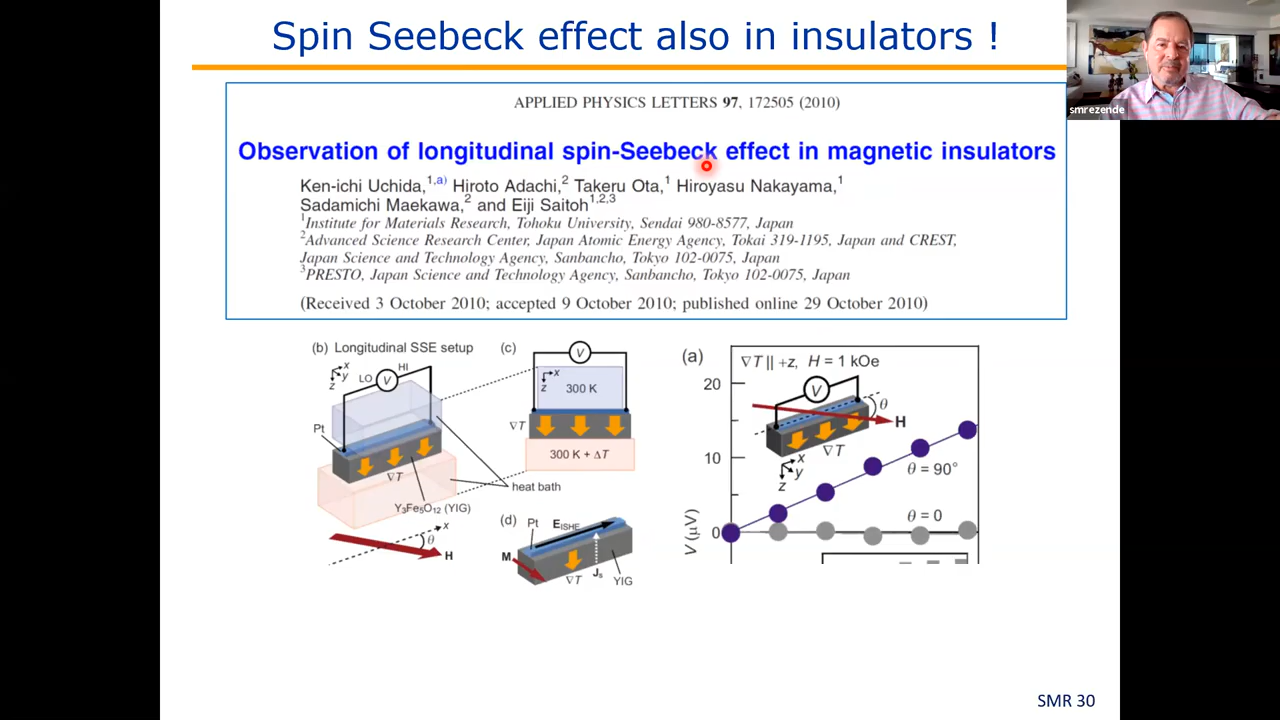 Spin Seebeck effect also in insulators !
smrezende
APPLIED PHYSICS LETTERS 97, 172505 (2010)
Observation of longitudinal spin-Seebeck effect in magnetic insulators
Ken-ichi Uchida,1,a) Hiroto Adachi,2 Takeru Ota,1 Hiroyasu Nakayama,1
Sadamichi Maekawa,2 and Eiji Saitoh1,2,3
1Institute for Materials Research, Tohoku University, Sendai 980-8577, Japan
2Advanced Science Research Center, Japan Atomic Energy Agency, Tokai 319-1195, Japan and CREST,
Japan Science and Technology Agency, Sanbancho, Tokyo 102-0075, Japan
3PRESTO, Japan Science and Technology Agency, Sanbancho, Tokyo 102-0075, Japan
(Received 3 October 2010; accepted 9 October 2010; published online 29 October 2010)
(b) Longitudinal SSE setup
x
y
z
LO
V
HI
Pt
∇T
Y3Fe5O12 (YIG)
heat bath
x
θ
H
(c)
V
x
z
300 K
∇T
300 K + ΔT
(d)
Pt
EISHE
M
∇T
Js
YIG
(a)
∇T || +z, H = 1 kOe
20
V
θ
H
∇T
10
x
y
z
θ = 90°
θ = 0
V (μV)
0
SMR 30